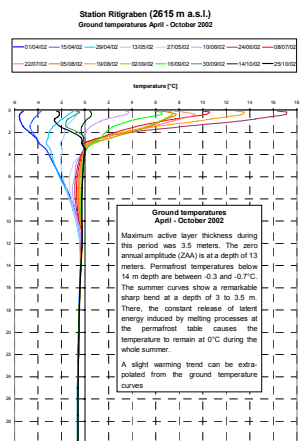 Station Ritigraben (2615 m a.s.l.)
Ground temperatures April - October 2002
01/04/02 15/04/02 29/04/02 13/05/02 27/05/02 10/06/02 24/06/02 08/07/02
22/07/02 05/08/02 19/08/02 02/09/02 16/09/02 30/09/02 14/10/02 25/10/02
temperature [°C]
-6 -4 -2 0 2 4 6 8 10 12 14 16 18
0
2
4
6
8
10
12
14
16
18
20
22
24
26
28
Ground temperatures
April - October 2002
Maximum active layer thickness during
this period was 3.5 meters. The zero
annual amplitude (ZAA) is at a depth of 13
meters. Permafrost temperatures below
14 m depth are between -0.3 and -0.7°C.
The summer curves show a remarkable
sharp bend at a depth of 3 to 3.5 m.
There, the constant release of latent
energy induced by melting processes at
the permafrost table causes the
temperature to remain at 0°C during the
whole summer.
A slight warming trend can be extra-
polated from the ground temperature
curves